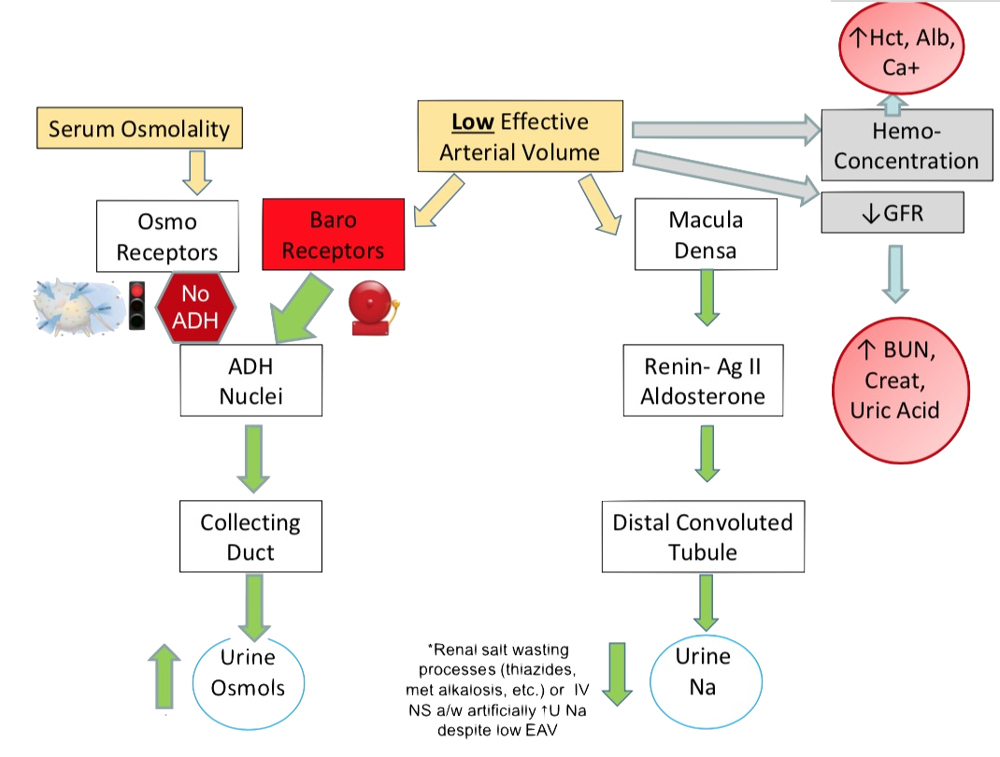 ↑Hct, Alb,
Ca+
Serum Osmolality
Low Effective
Arterial Volume
Hemo-
Concentration
↓GFR
Osmo
Receptors
Baro
Receptors
Macula
Densa
No
ADH
ADH
Nuclei
Renin- Ag II
Aldosterone
↑ BUN,
Creat,
Uric Acid
Collecting
Duct
Distal Convoluted
Tubule
Urine
Osmols
*Renal salt wasting
processes (thiazides,
met alkalosis, etc.) or IV
NS a/w artificially ↑U Na
despite low EAV
Urine
Na